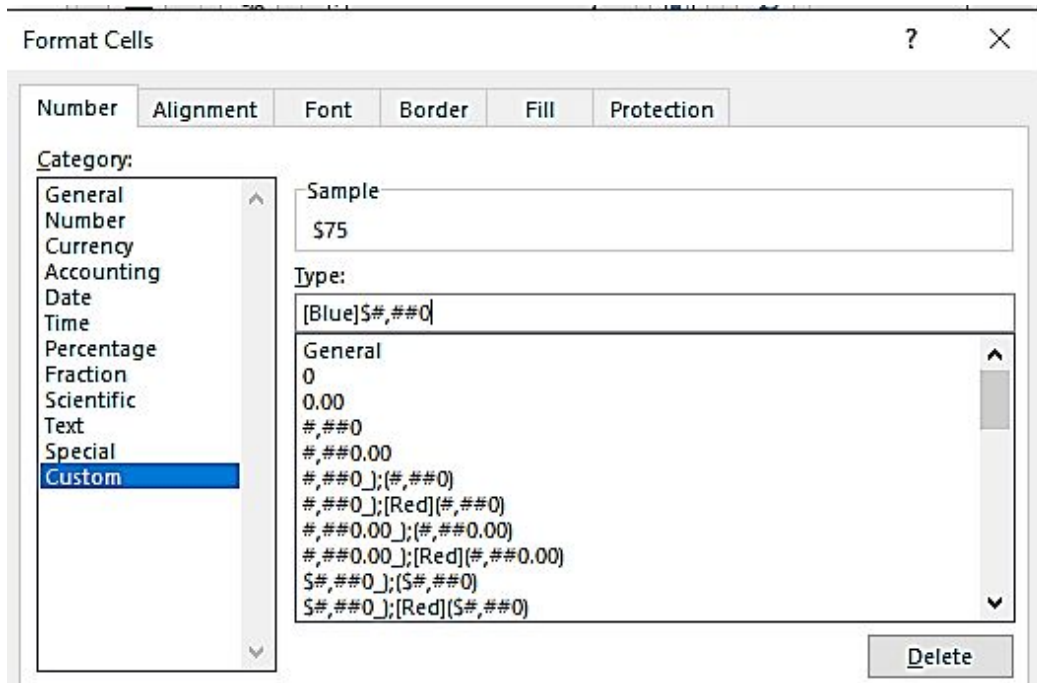 Format Cells ? ×
Number Alignment Font Border Fill Protection
Category:
General
Number
Currency
Accounting
Date
Time
Percentage
Fraction
Scientific
Text
Special
Custom
Sample
$75
Type:
[Blue]$#,##0
General
0
0.00
#,##0
#,##0.00
#,##0_);(#,##0)
#,##0_);[Red](#,##0)
#,##0.00_);(#,##0.00)
#,##0.00_);[Red](#,##0.00)
$#,##0_);($#,##0)
$#,##0_);[Red]($#,##0)
Delete